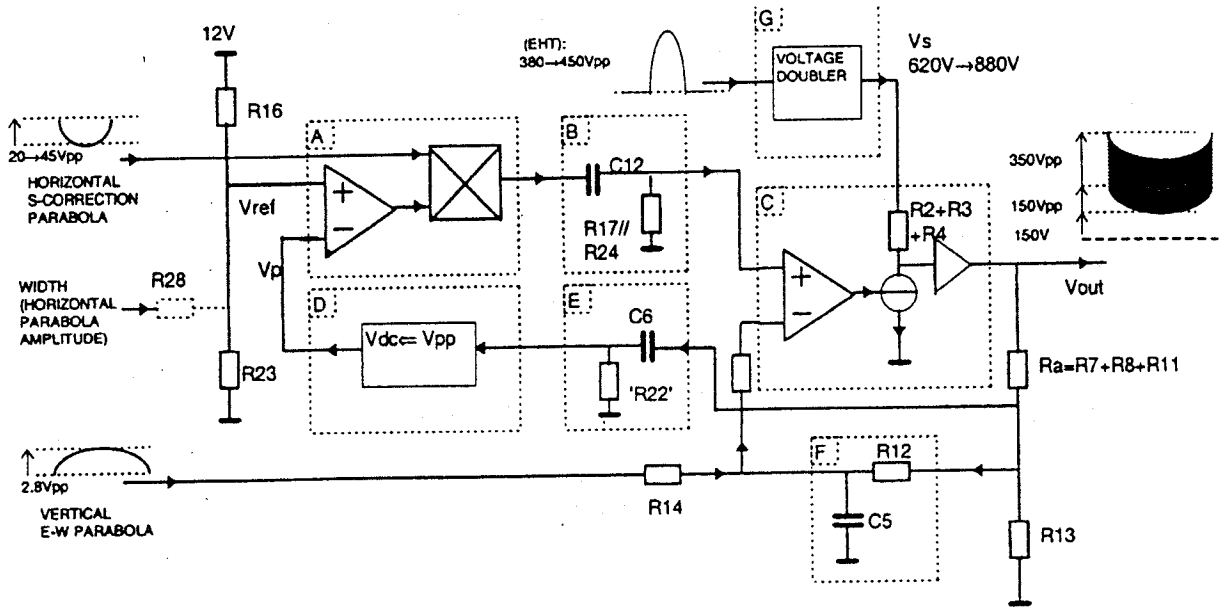 12V
(EHT):
380→450Vpp
G
VOLTAGE
DOUBLER
Vs
620V→880V
R16
20→45Vpp
HORIZONTAL
S-CORRECTION
PARABOLA
A
B
C12
350Vpp
150Vpp
150V
Vref
+
−
R17//
R24
C
R2+R3
+R4
Vp
WIDTH
(HORIZONTAL
PARABOLA
AMPLITUDE)
R28
+
−
Vout
D
E
C6
Vdc⇐ Vpp
R23
'R22'
Ra=R7+R8+R11
2.8Vpp
VERTICAL
E-W PARABOLA
R14
F
R12
C5
R13